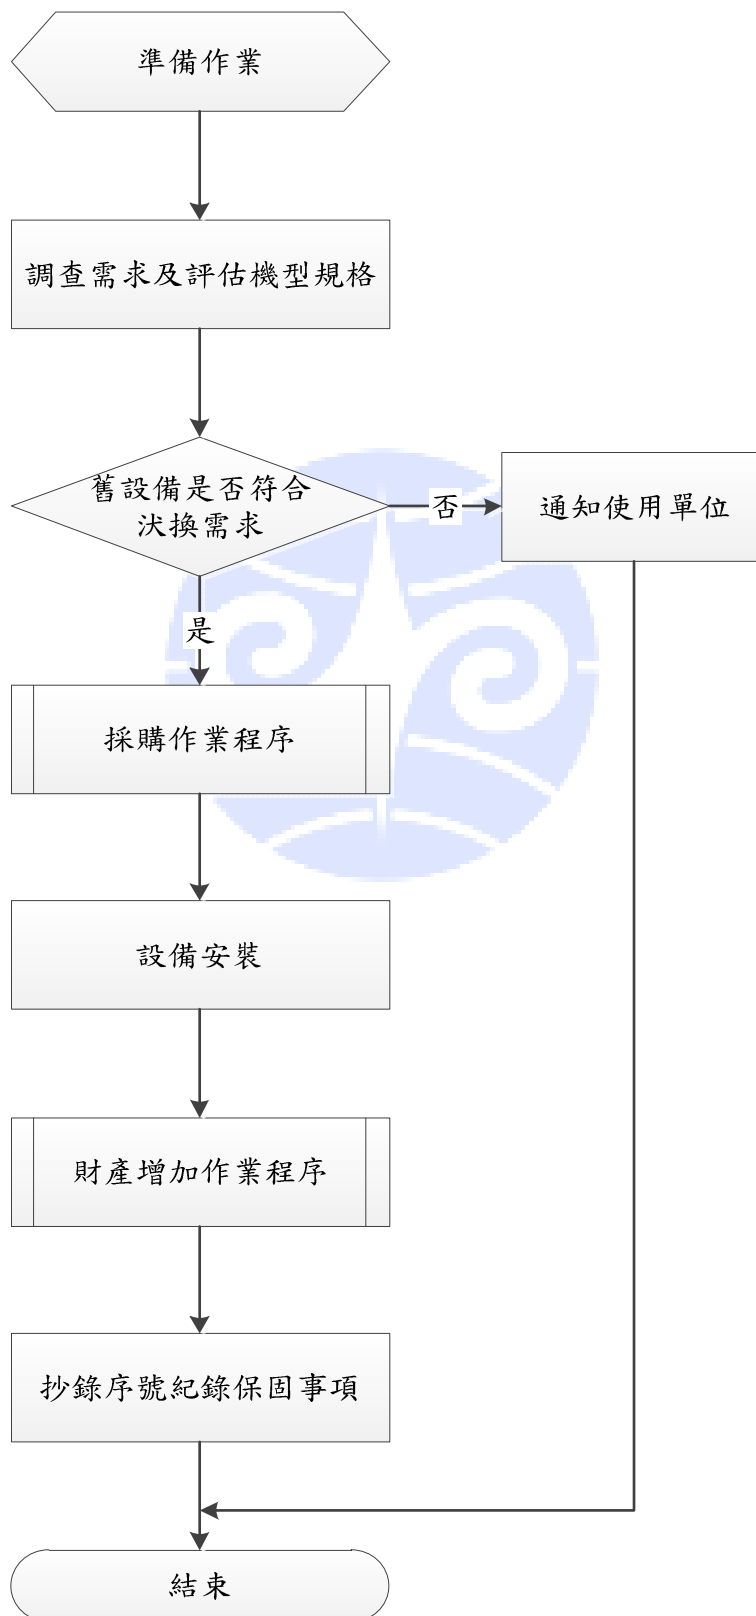 準備作業
調查需求及評估機型規格
舊設備是否符合
汰換需求
否
通知使用單位
是
採購作業程序
設備安裝
財產增加作業程序
抄錄序號紀錄保固事項
結束